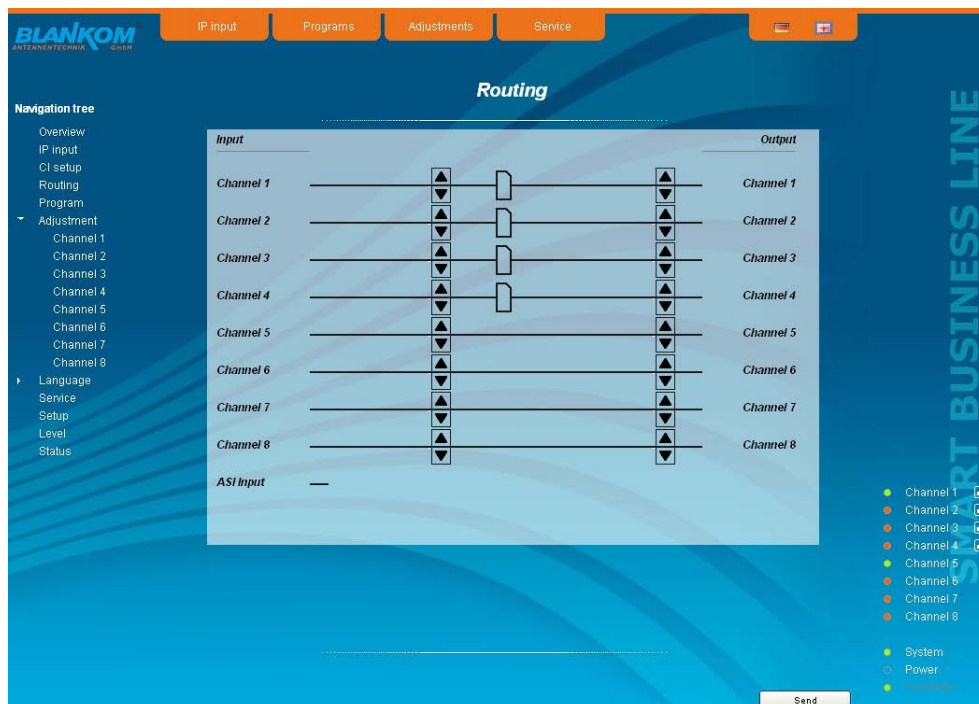 BLANKOM
ANTENNENTECHNIK GmbH
IP input
Programs
Adjustments
Service
Routing
Navigation tree
Overview
IP input
CI setup
Routing
Program
Adjustment
Channel 1
Channel 2
Channel 3
Channel 4
Channel 5
Channel 6
Channel 7
Channel 8
Language
Service
Setup
Level
Status
Input Output
Channel 1 Channel 1
Channel 2 Channel 2
Channel 3 Channel 3
Channel 4 Channel 4
Channel 5 Channel 5
Channel 6 Channel 6
Channel 7 Channel 7
Channel 8 Channel 8
ASI Input
SMART BUSINESS LINE
Channel 1
Channel 2
Channel 3
Channel 4
Channel 5
Channel 6
Channel 7
Channel 8
System
Power
Send